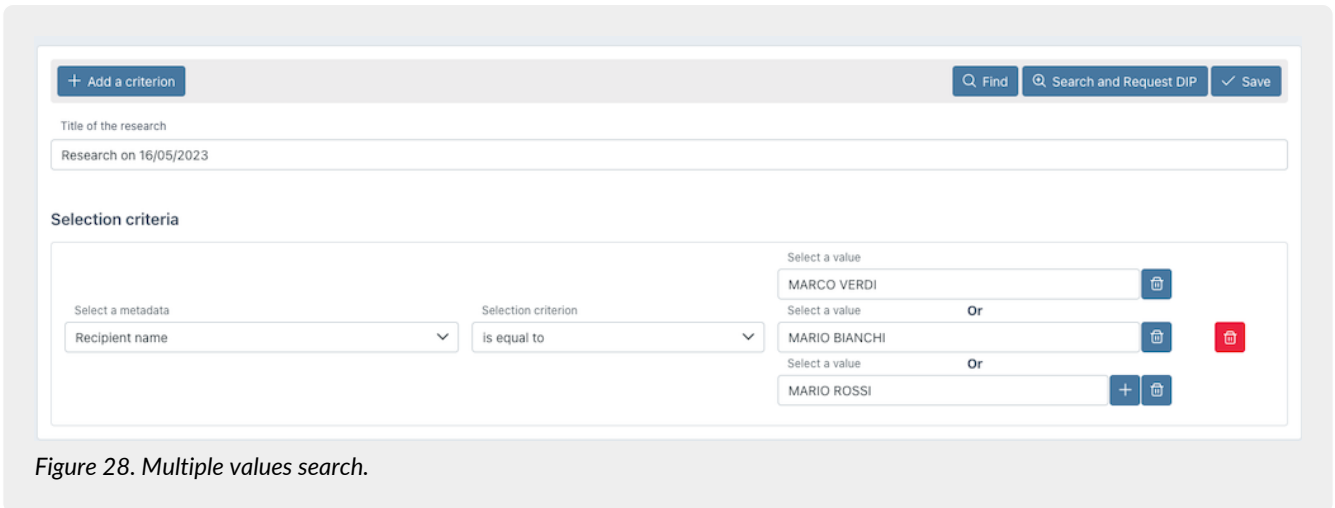 + Add a criterion
Find
Search and Request DIP
Save
Title of the research
Research on 16/05/2023
Selection criteria
Select a value
MARCO VERDI
Select a metadata
Selection criterion
Select a value
Or
Recipient name
is equal to
MARIO BIANCHI
Select a value
Or
MARIO ROSSI
+
Figure 28. Multiple values search.